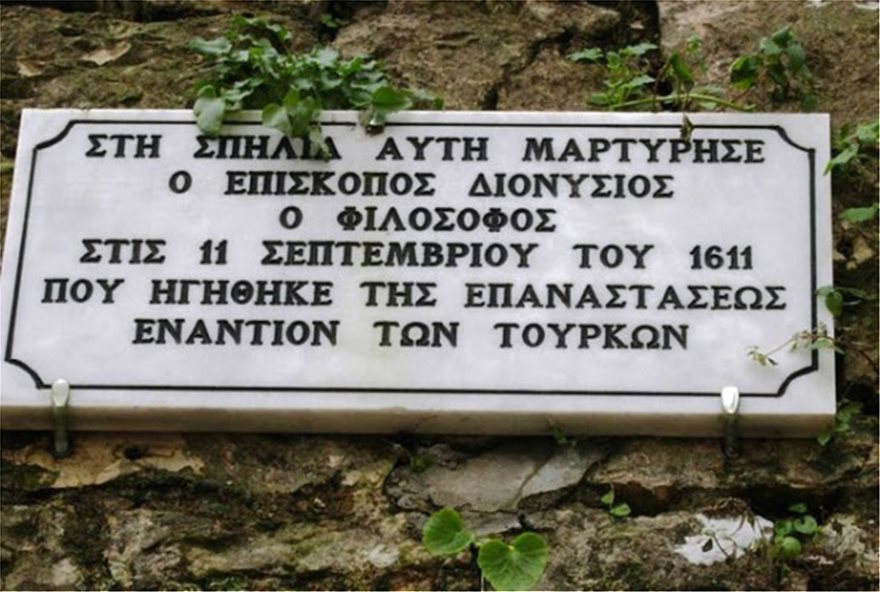 ΣΤΗ ΣΠΗΛΙΑ ΑΥΤΗ ΜΑΡΤΥΡΗΣΕ
Ο ΕΠΙΣΚΟΠΟΣ ΔΙΟΝΥΣΙΟΣ
Ο ΦΙΛΟΣΟΦΟΣ
ΣΤΙΣ 11 ΣΕΠΤΕΜΒΡΙΟΥ ΤΟΥ 1611
ΠΟΥ ΗΓΗΘΗΚΕ ΤΗΣ ΕΠΑΝΑΣΤΑΣΕΩΣ
ΕΝΑΝΤΙΟΝ ΤΩΝ ΤΟΥΡΚΩΝ